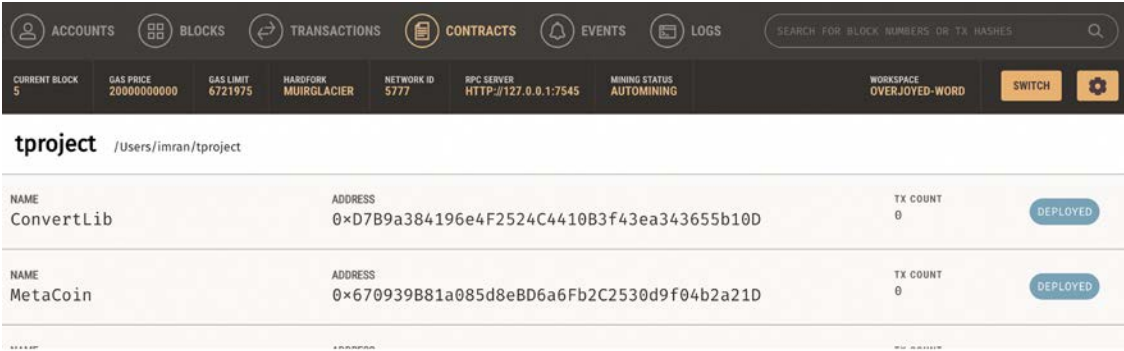 ACCOUNTS BLOCKS TRANSACTIONS CONTRACTS EVENTS LOGS SEARCH FOR BLOCK NUMBERS OR TX HASHES
CURRENT BLOCK GAS PRICE GAS LIMIT HARDFORK NETWORK ID RPC SERVER MINING STATUS WORKSPACE
5 20000000000 6721975 MUIRGLACIER 5777 HTTP://127.0.0.1:7545 AUTOMINING OVERJOYED-WORD SWITCH
tproject /Users/imran/tproject
NAME ADDRESS TX COUNT
ConvertLib 0×D7B9a384196e4F2524C4410B3f43ea343655b10D 0 DEPLOYED
NAME ADDRESS TX COUNT
MetaCoin 0×670939B81a085d8eBD6a6Fb2C2530d9f04b2a21D 0 DEPLOYED